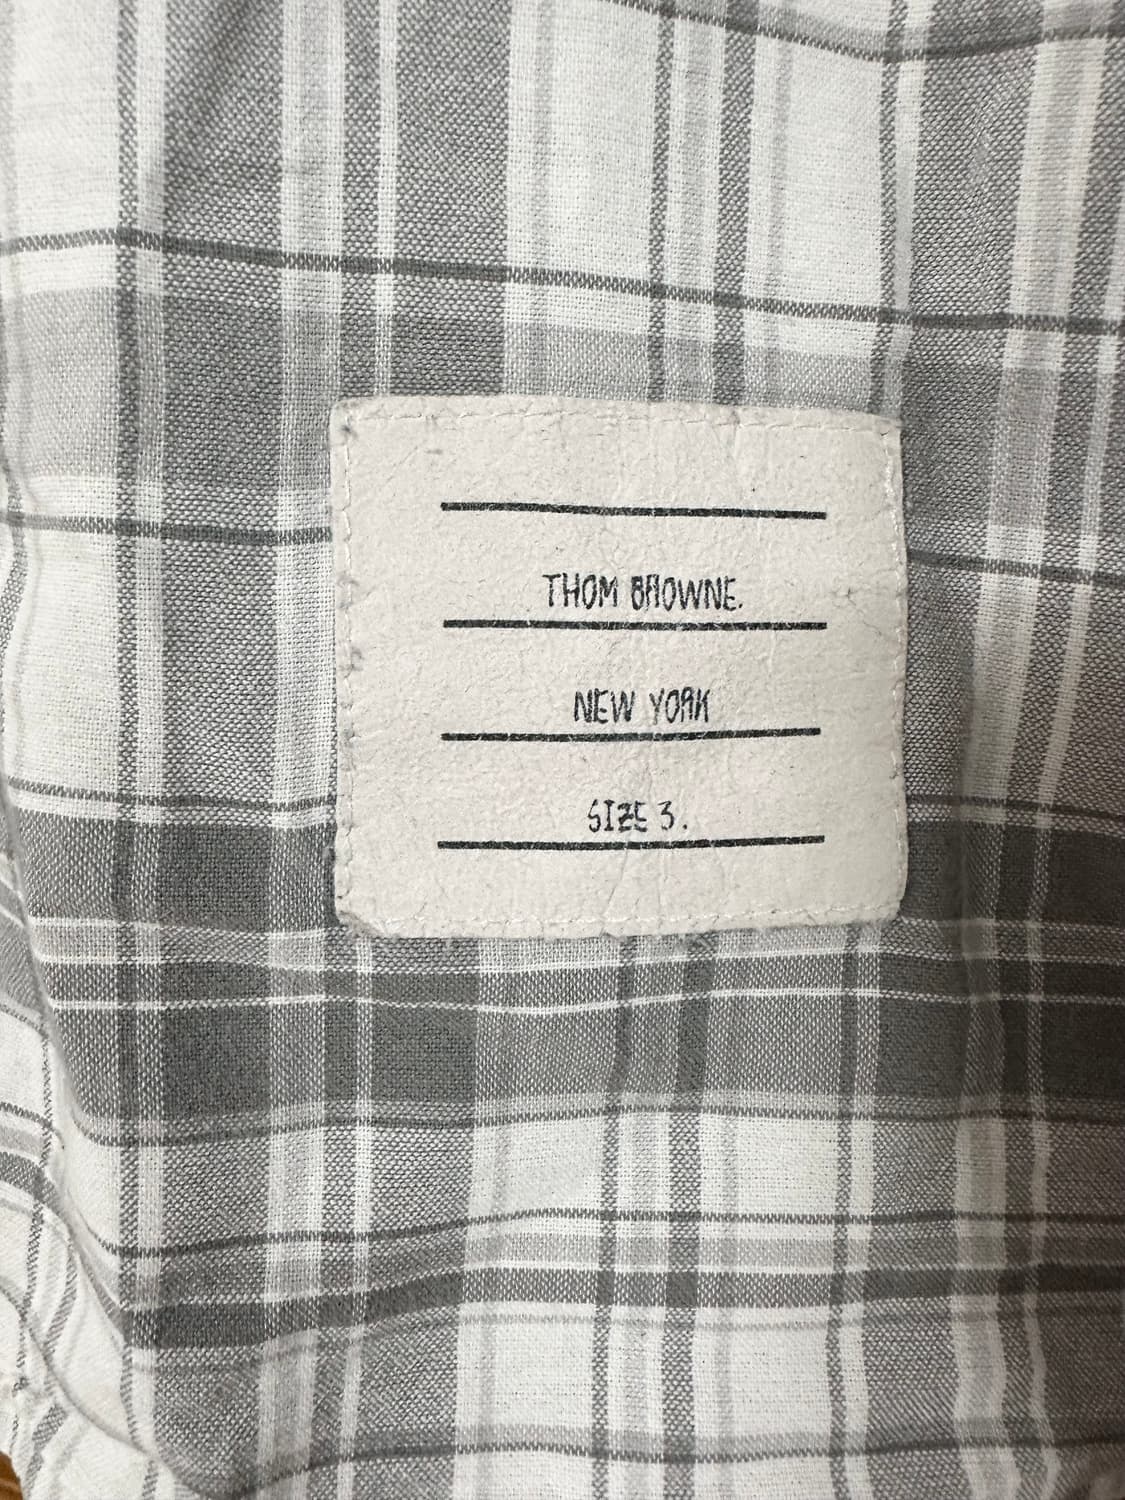 THOM BROWNE.
NEW YORK
SIZE 3.